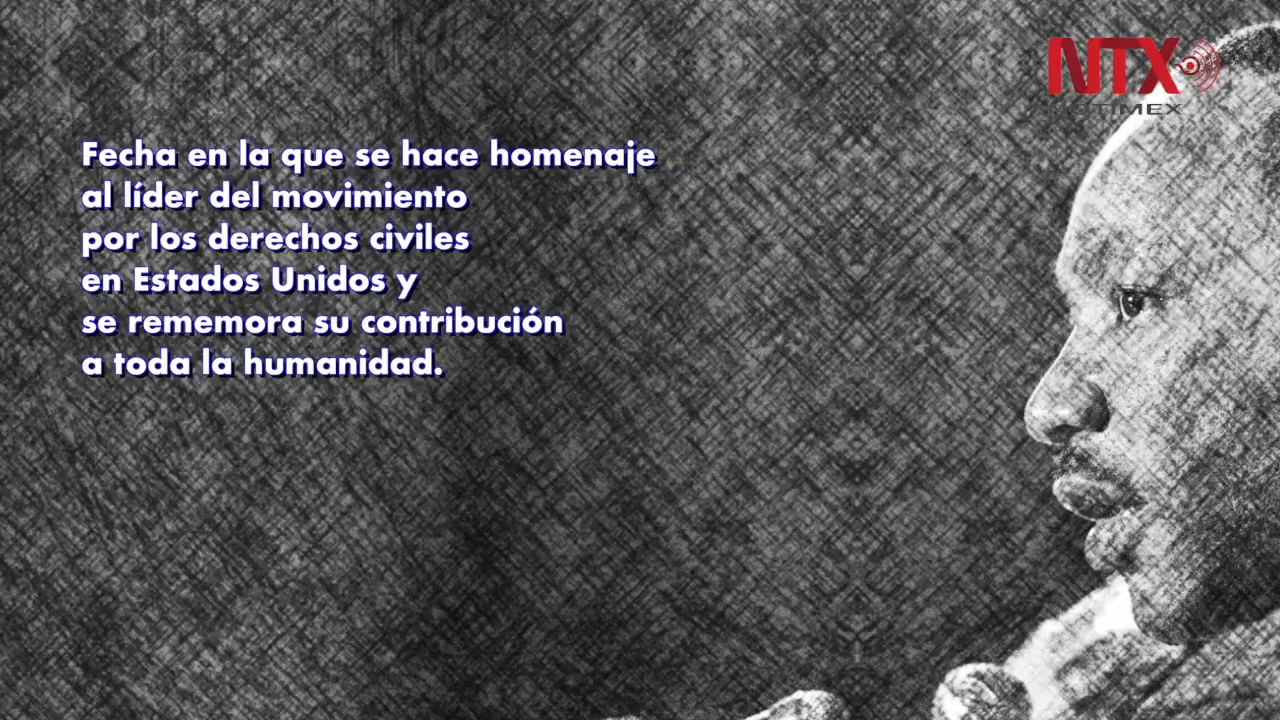 NTX
NOTIMEX
Fecha en la que se hace homenaje
al líder del movimiento
por los derechos civiles
en Estados Unidos y
se rememora su contribución
a toda la humanidad.